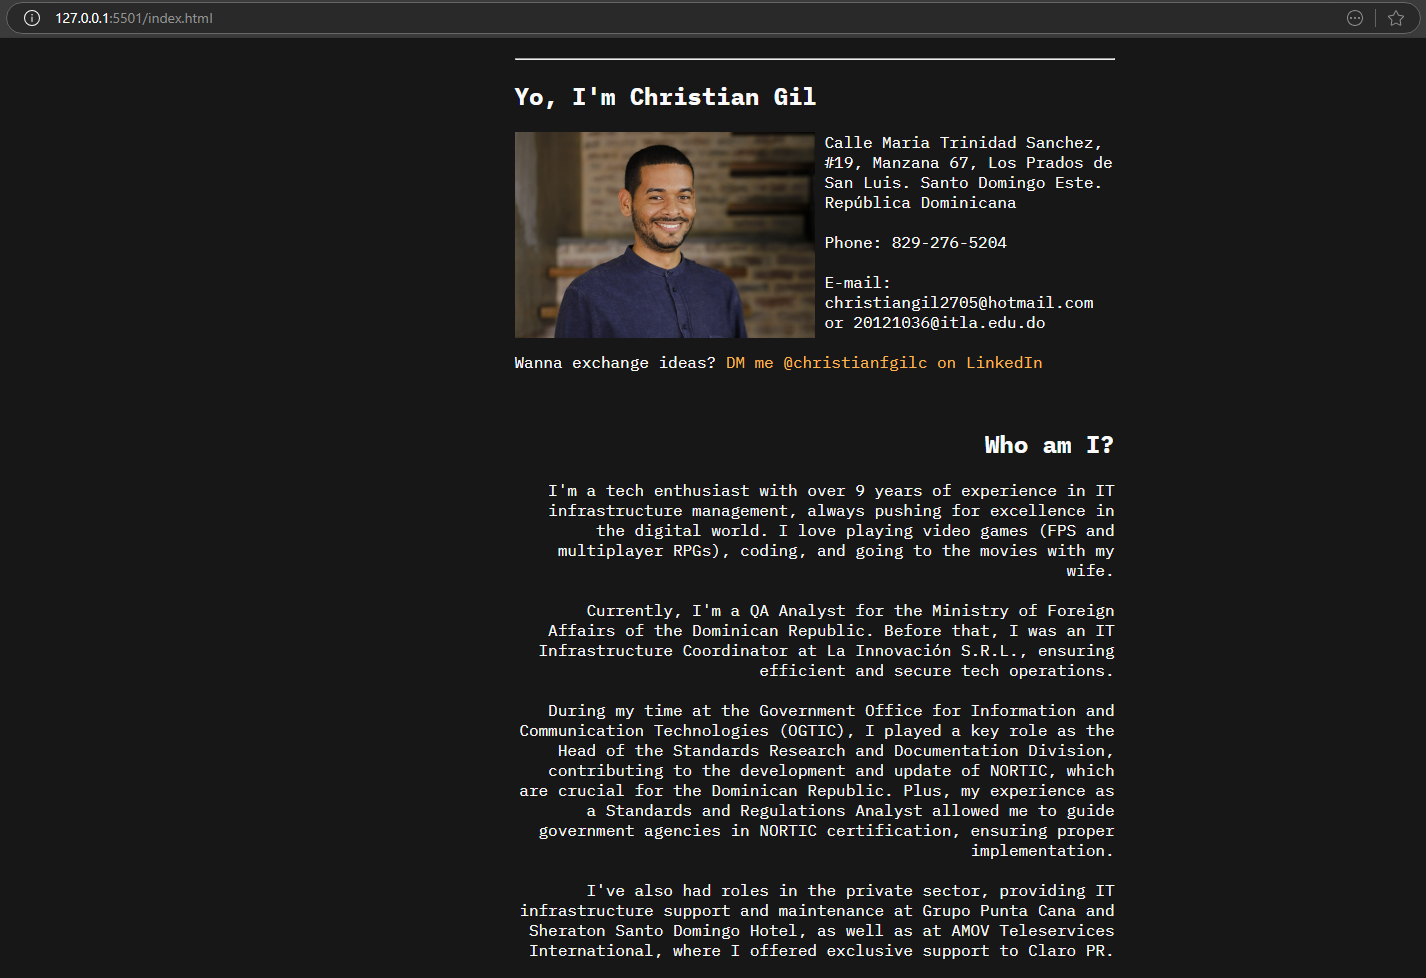 127.0.0.1:5501/index.html
Yo, I'm Christian Gil
Calle Maria Trinidad Sanchez,
#19, Manzana 67, Los Prados de
San Luis. Santo Domingo Este.
República Dominicana
Phone: 829-276-5204
E-mail:
christiangil2705@hotmail.com
or 20121036@itla.edu.do
Wanna exchange ideas? DM me @christianfgilc on LinkedIn
Who am I?
I'm a tech enthusiast with over 9 years of experience in IT
infrastructure management, always pushing for excellence in
the digital world. I love playing video games (FPS and
multiplayer RPGs), coding, and going to the movies with my
wife.
Currently, I'm a QA Analyst for the Ministry of Foreign
Affairs of the Dominican Republic. Before that, I was an IT
Infrastructure Coordinator at La Innovación S.R.L., ensuring
efficient and secure tech operations.
During my time at the Government Office for Information and
Communication Technologies (OGTIC), I played a key role as the
Head of the Standards Research and Documentation Division,
contributing to the development and update of NORTIC, which
are crucial for the Dominican Republic. Plus, my experience as
a Standards and Regulations Analyst allowed me to guide
government agencies in NORTIC certification, ensuring proper
implementation.
I've also had roles in the private sector, providing IT
infrastructure support and maintenance at Grupo Punta Cana and
Sheraton Santo Domingo Hotel, as well as at AMOV Teleservices
International, where I offered exclusive support to Claro PR.